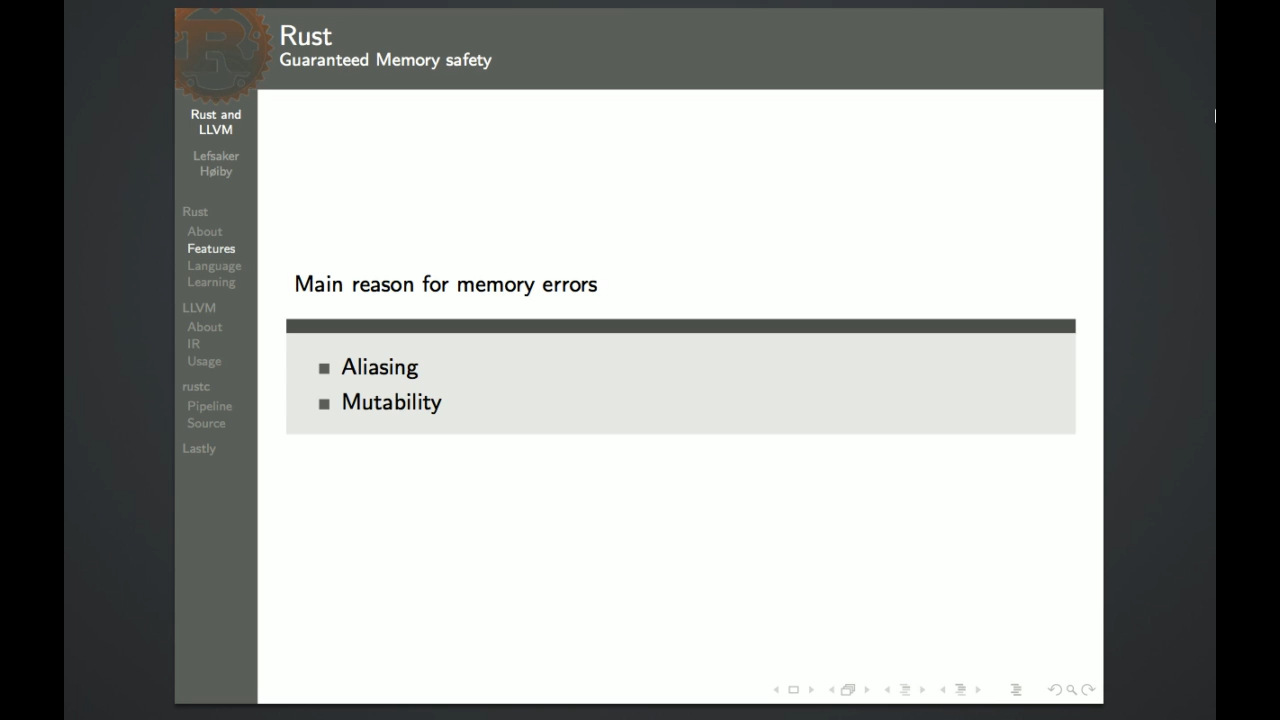 Rust
Guaranteed Memory safety
Rust and
LLVM
Lefsaker
Høiby
Rust
About
Features
Language
Learning
LLVM
About
IR
Usage
rustc
Pipeline
Source
Lastly
Main reason for memory errors
Aliasing
Mutability